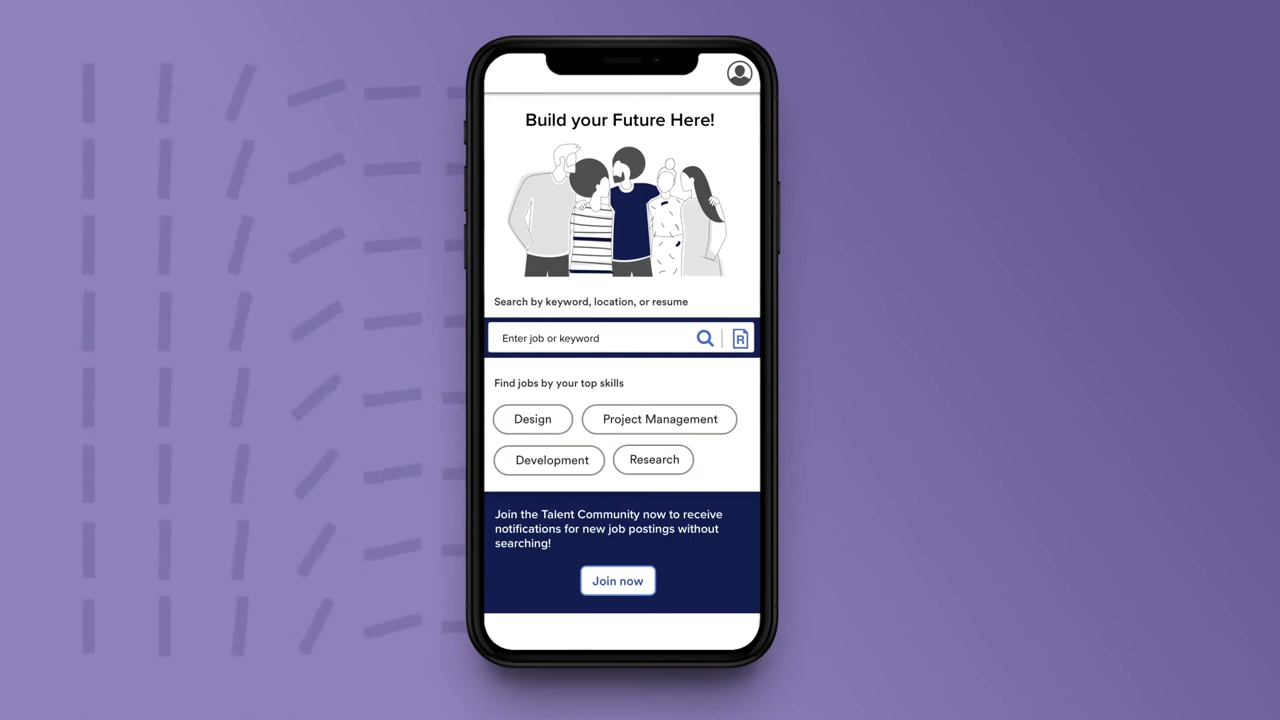 Build your Future Here!
Search by keyword, location, or resume
Enter job or keyword
R
Find jobs by your top skills
Design
Project Management
Development
Research
Join the Talent Community now to receive
notifications for new job postings without
searching!
Join now